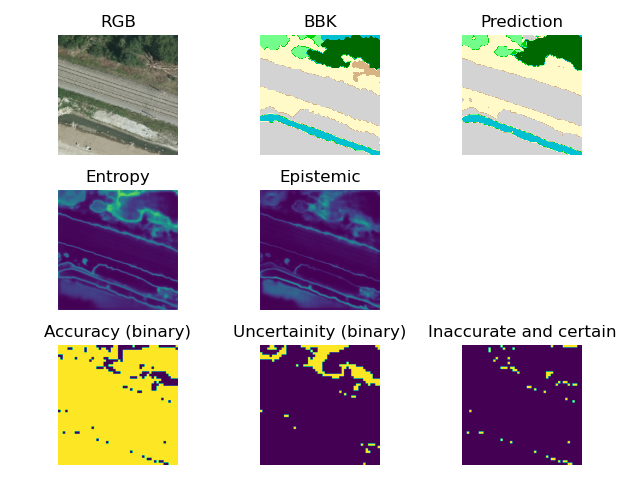 RGB
BBK
Prediction
Entropy
Epistemic
Accuracy (binary)
Uncertainity (binary)
Inaccurate and certain